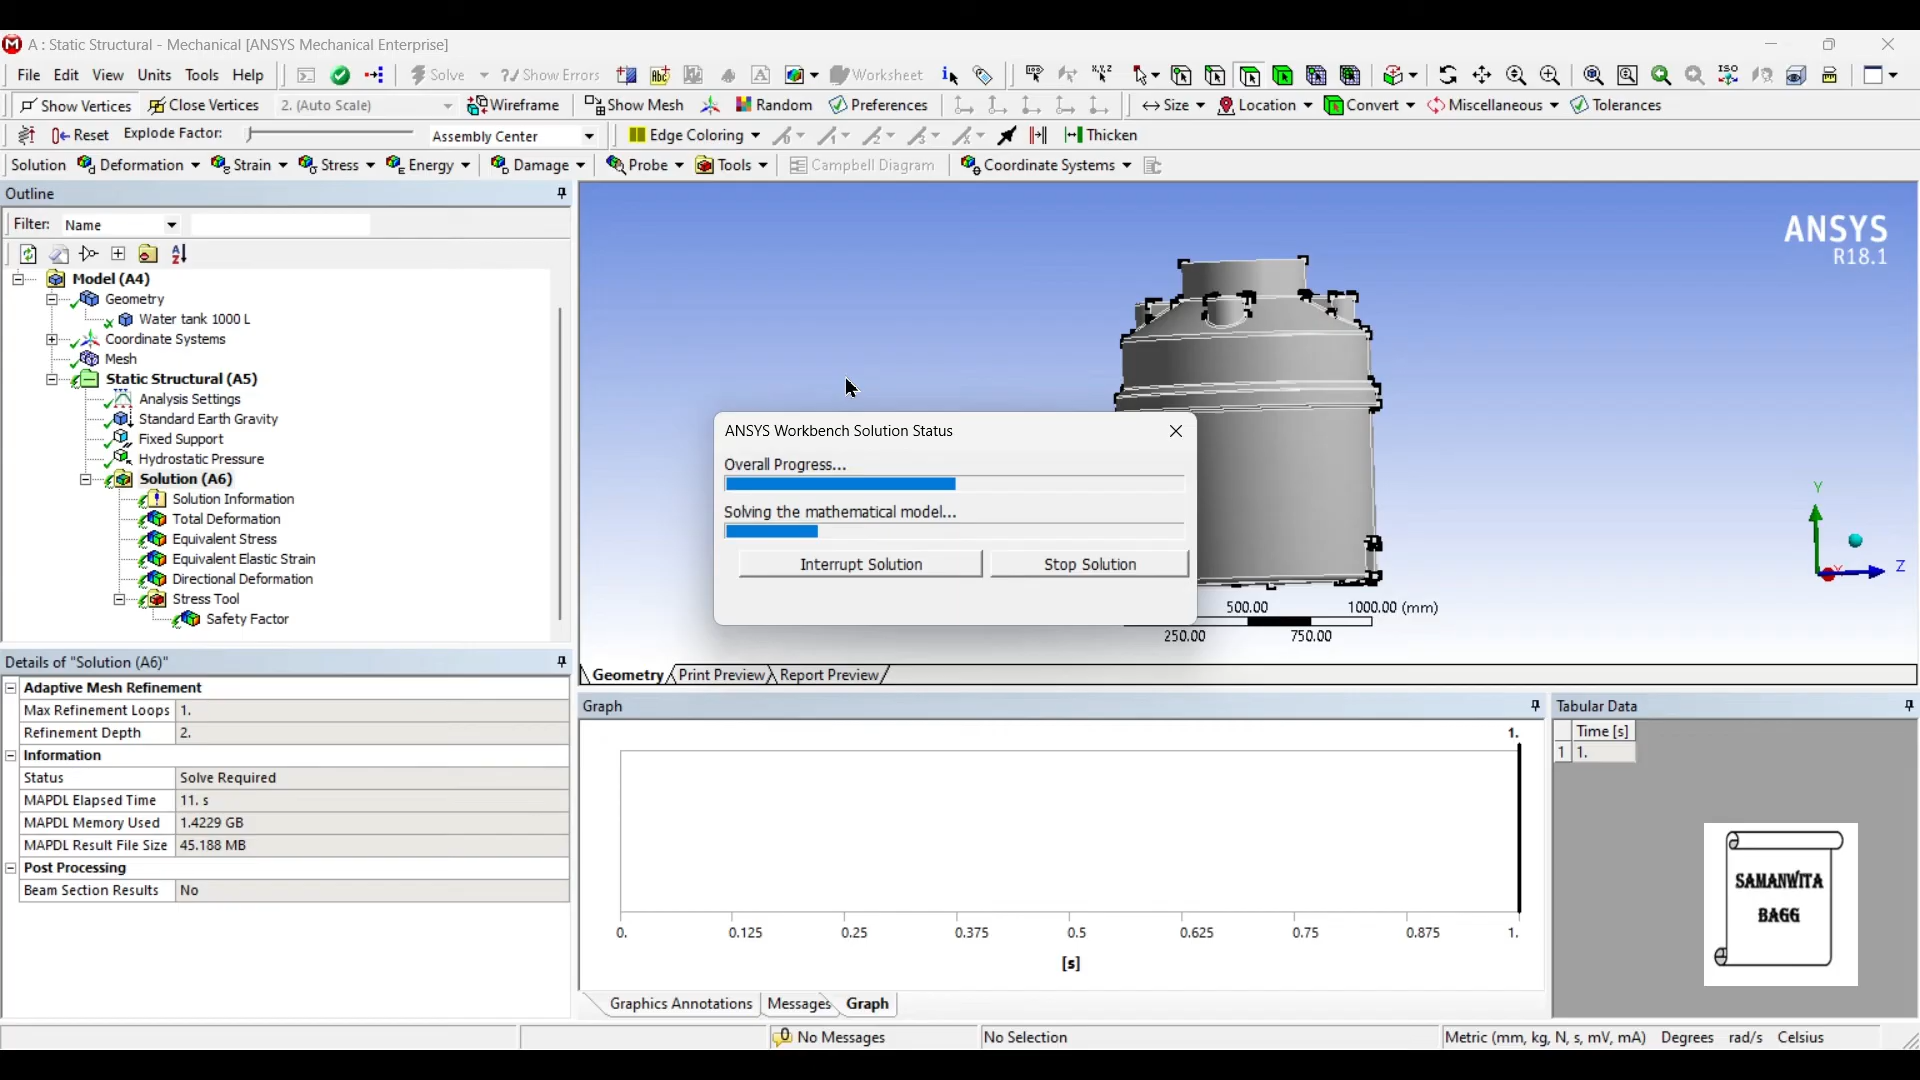 A : Static Structural - Mechanical [ANSYS Mechanical Enterprise]
File Edit View Units Tools Help Solve ?/ Show Errors Worksheet
Show Vertices Close Vertices 2. (Auto Scale) Wireframe Show Mesh Random Preferences Size Location Convert Miscellaneous Tolerances
Reset Explode Factor: Assembly Center Edge Coloring Thicken
Solution Deformation Strain Stress Energy Damage Probe Tools Campbell Diagram Coordinate Systems
Outline
Filter: Name
Model (A4)
Geometry
Water tank 1000 L
Coordinate Systems
Mesh
Static Structural (A5)
Analysis Settings
Standard Earth Gravity
Fixed Support
Hydrostatic Pressure
Solution (A6)
Solution Information
Total Deformation
Equivalent Stress
Equivalent Elastic Strain
Directional Deformation
Stress Tool
Safety Factor
ANSYS
R18.1
ANSYS Workbench Solution Status
Overall Progress...
Solving the mathematical model...
Interrupt Solution Stop Solution
Y
Z
X
500.00 1000.00 (mm)
250.00 750.00
Geometry Print Preview Report Preview
Details of "Solution (A6)"
Adaptive Mesh Refinement
Max Refinement Loops 1.
Refinement Depth 2.
Information
Status Solve Required
MAPDL Elapsed Time 11. s
MAPDL Memory Used 1.4229 GB
MAPDL Result File Size 45.188 MB
Post Processing
Beam Section Results No
Graph
1.
0. 0.125 0.25 0.375 0.5 0.625 0.75 0.875 1.
[s]
Graphics Annotations Messages Graph
Tabular Data
Time [s]
1 1.
SAMANWITA
BAGG
0 No Messages No Selection Metric (mm, kg, N, s, mV, mA) Degrees rad/s Celsius